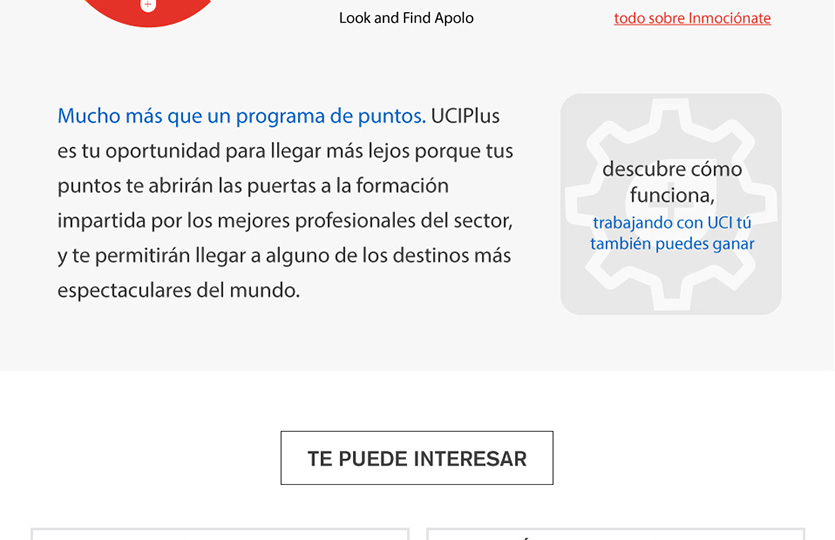 Look and Find Apolo
todo sobre Inmociónate
Mucho más que un programa de puntos. UCIPlus
es tu oportunidad para llegar más lejos porque tus
puntos te abrirán las puertas a la formación
impartida por los mejores profesionales del sector,
y te permitirán llegar a alguno de los destinos más
espectaculares del mundo.
descubre cómo
funciona,
trabajando con UCI tú
también puedes ganar
TE PUEDE INTERESAR